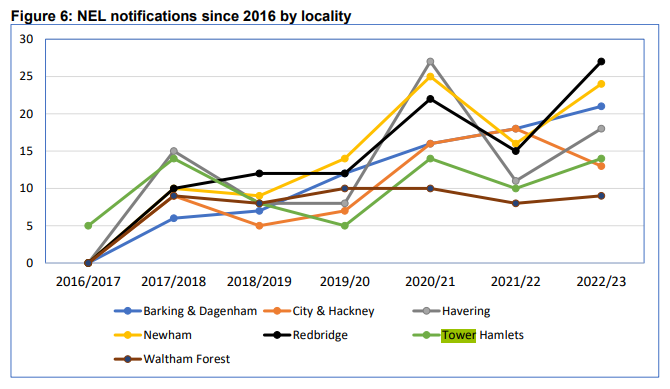 Figure 6: NEL notifications since 2016 by locality
30
25
20
15
10
5
0
2016/2017 2017/2018 2018/2019 2019/20 2020/21 2021/22 2022/23
Barking & Dagenham City & Hackney Havering
Newham Redbridge Tower Hamlets
Waltham Forest